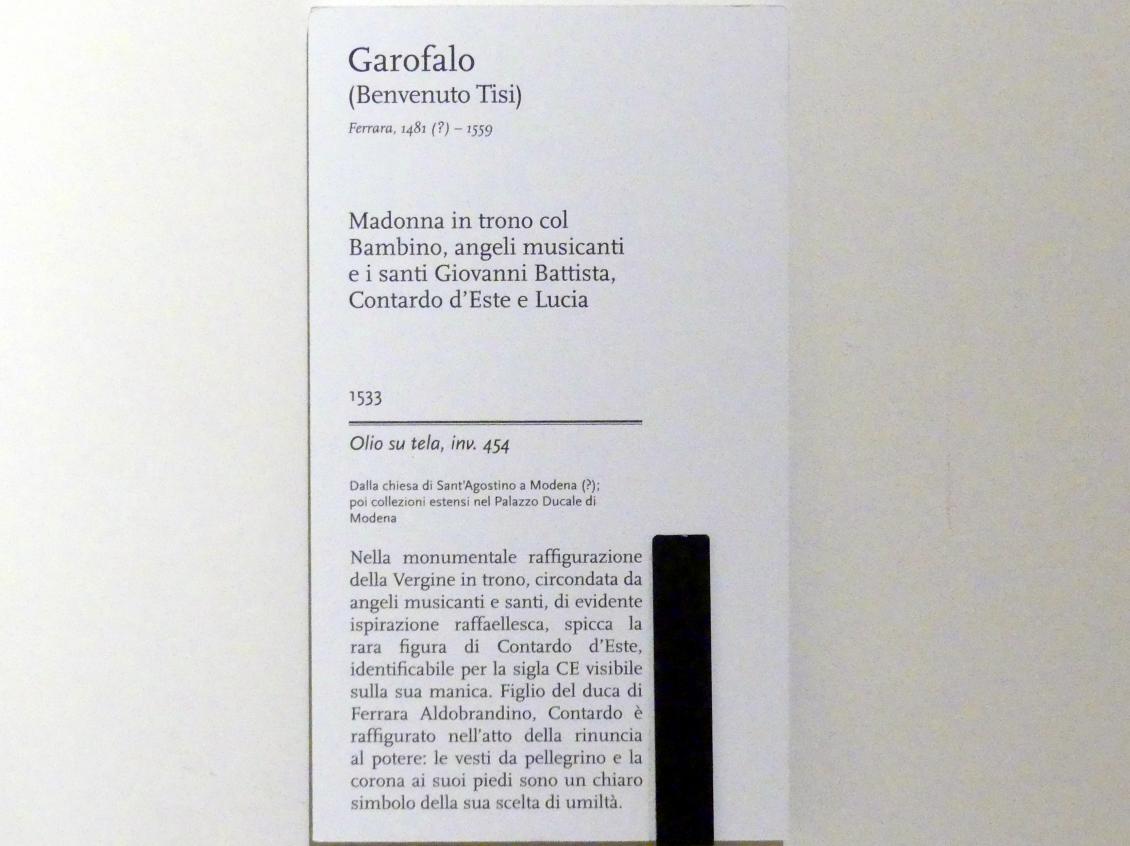 Garofalo
(Benvenuto Tisi)
Ferrara, 1481 (?) – 1559
Madonna in trono col
Bambino, angeli musicanti
e i santi Giovanni Battista,
Contardo d’Este e Lucia
1533
Olio su tela, inv. 454
Dalla chiesa di Sant’Agostino a Modena (?);
poi collezioni estensi nel Palazzo Ducale di
Modena
Nella monumentale raffigurazione
della Vergine in trono, circondata da
angeli musicanti e santi, di evidente
ispirazione raffaellesca, spicca la
rara figura di Contardo d’Este,
identificabile per la sigla CE visibile
sulla sua manica. Figlio del duca di
Ferrara Aldobrandino, Contardo è
raffigurato nell’atto della rinuncia
al potere: le vesti da pellegrino e la
corona ai suoi piedi sono un chiaro
simbolo della sua scelta di umiltà.